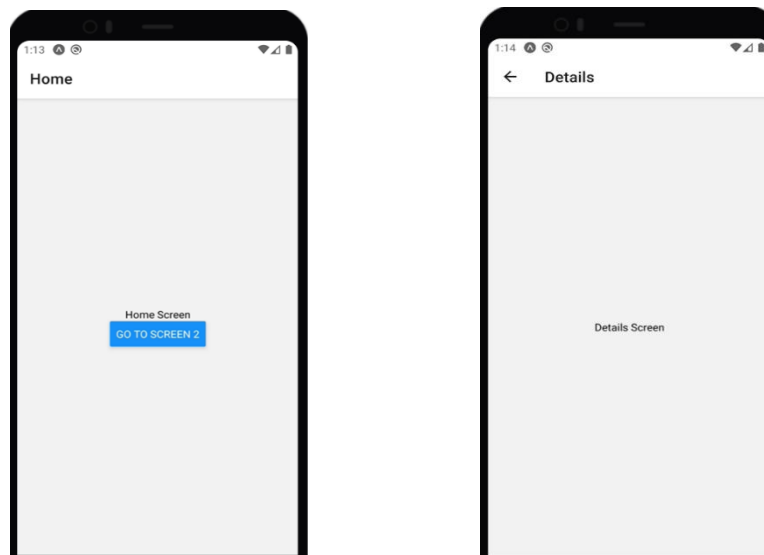 1:13
Home
Home Screen
GO TO SCREEN 2
1:14
Details
Details Screen